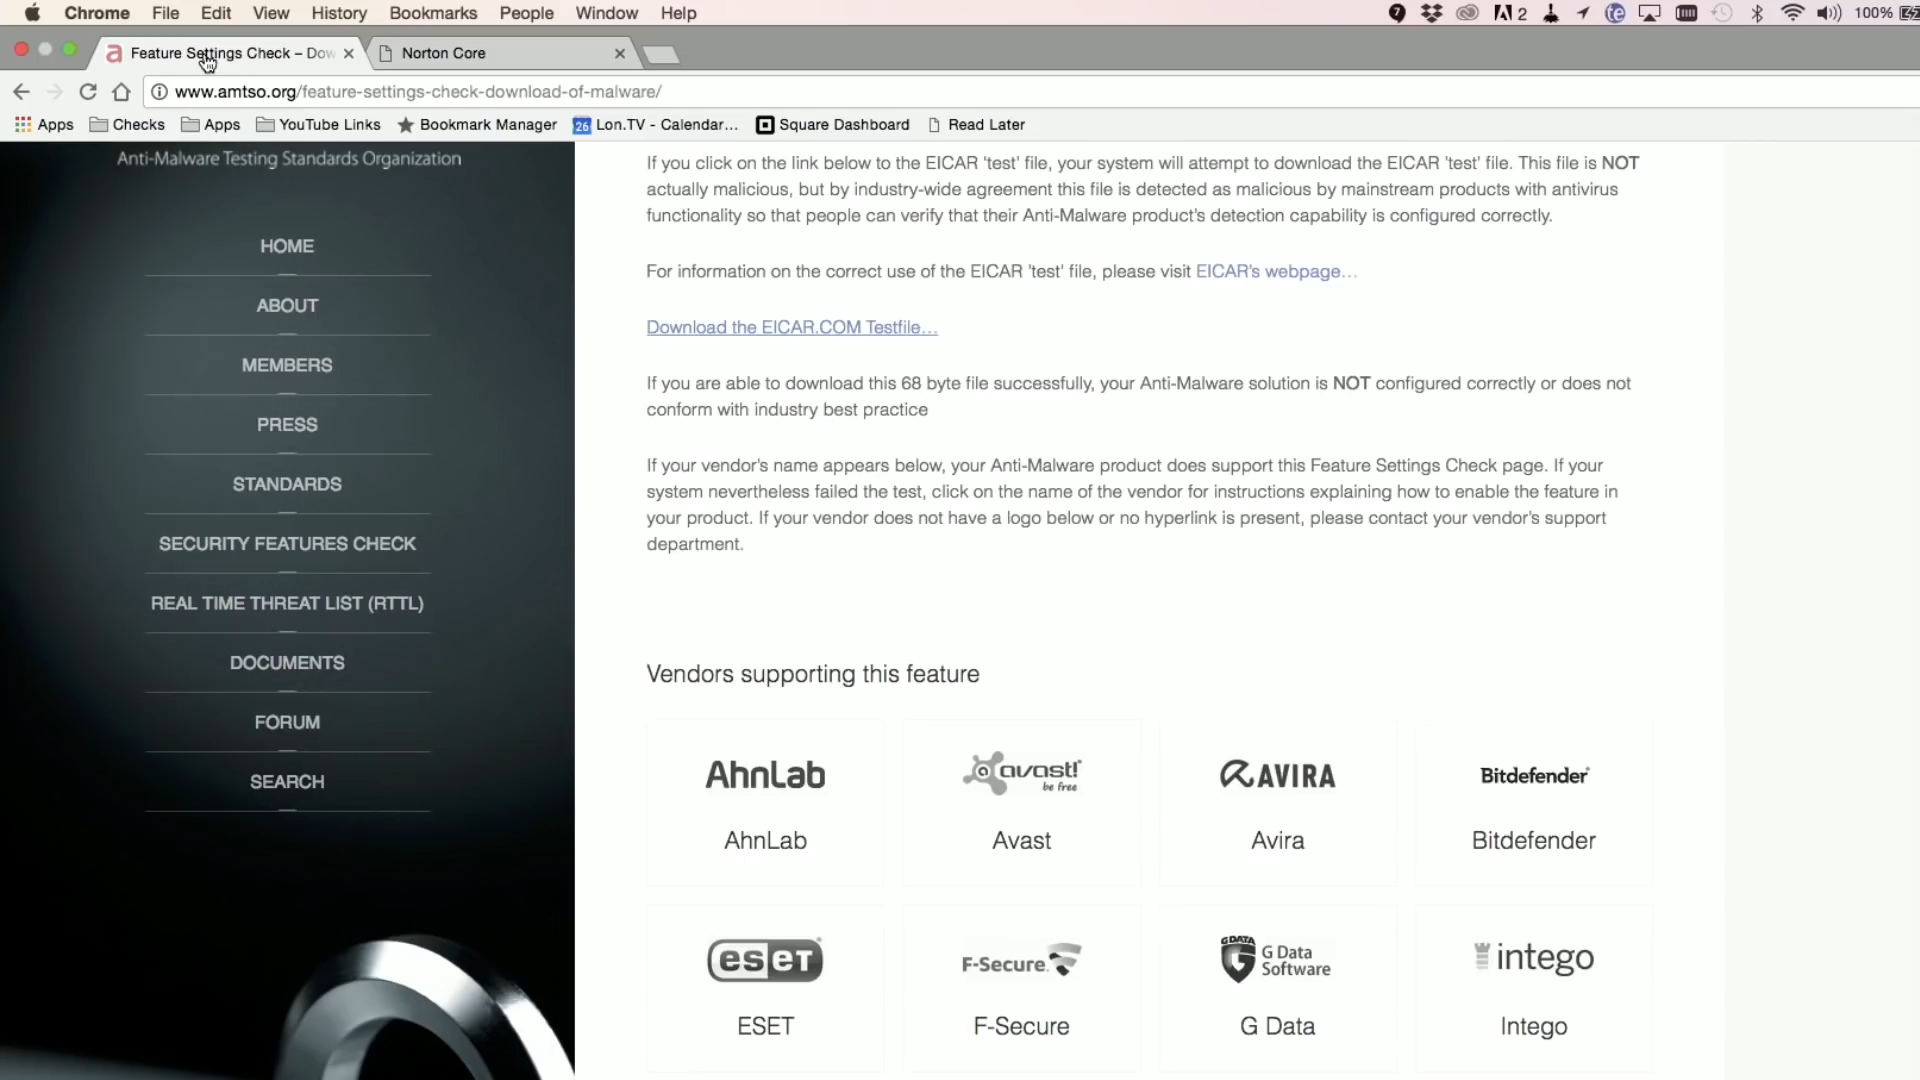 Chrome File Edit View History Bookmarks People Window Help 2 100%
Feature Settings Check – Dow Norton Core
www.amtso.org/feature-settings-check-download-of-malware/
Apps Checks Apps YouTube Links Bookmark Manager 26 Lon.TV - Calendar... Square Dashboard Read Later
Anti-Malware Testing Standards Organization
HOME
ABOUT
MEMBERS
PRESS
STANDARDS
SECURITY FEATURES CHECK
REAL TIME THREAT LIST (RTTL)
DOCUMENTS
FORUM
SEARCH
If you click on the link below to the EICAR 'test' file, your system will attempt to download the EICAR 'test' file. This file is NOT
actually malicious, but by industry-wide agreement this file is detected as malicious by mainstream products with antivirus
functionality so that people can verify that their Anti-Malware product's detection capability is configured correctly.
For information on the correct use of the EICAR 'test' file, please visit EICAR's webpage…
Download the EICAR.COM Testfile…
If you are able to download this 68 byte file successfully, your Anti-Malware solution is NOT configured correctly or does not
conform with industry best practice
If your vendor's name appears below, your Anti-Malware product does support this Feature Settings Check page. If your
system nevertheless failed the test, click on the name of the vendor for instructions explaining how to enable the feature in
your product. If your vendor does not have a logo below or no hyperlink is present, please contact your vendor's support
department.
Vendors supporting this feature
AhnLab avast! be free AVIRA Bitdefender
AhnLab Avast Avira Bitdefender
eseT F-Secure. G DATA G Data Software intego
ESET F-Secure G Data Intego